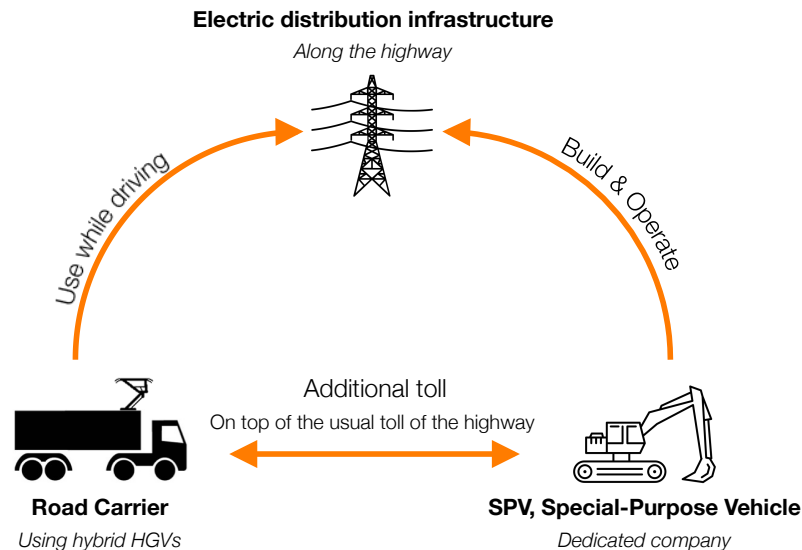 Electric distribution infrastructure
Along the highway
Use while driving
Build & Operate
Additional toll
On top of the usual toll of the highway
Road Carrier
Using hybrid HGVs
SPV, Special-Purpose Vehicle
Dedicated company